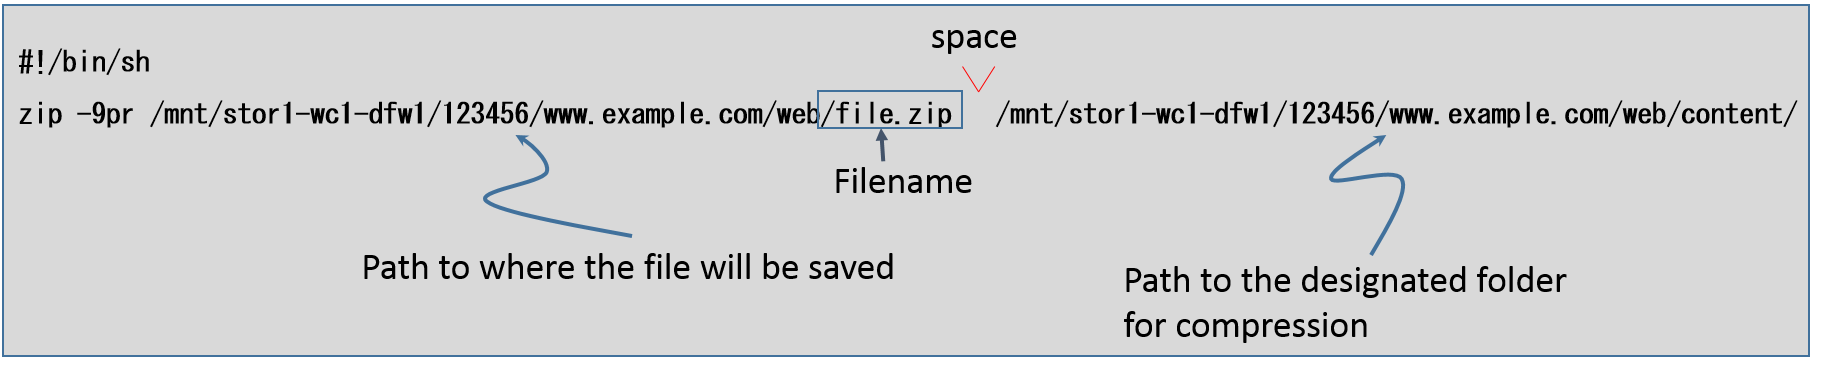 space
#!/bin/sh
zip -9pr /mnt/stor1-wc1-dfw1/123456/www.example.com/web/file.zip /mnt/stor1-wc1-dfw1/123456/www.example.com/web/content/
Filename
Path to where the file will be saved
Path to the designated folder
for compression